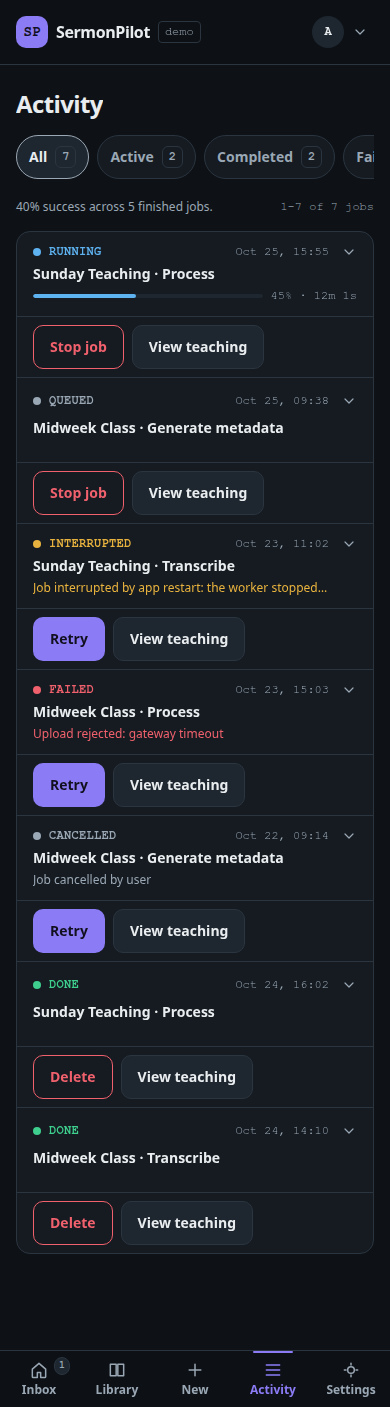 SP SermonPilot demo A
Activity
All 7 Active 2 Completed 2 Fai
40% success across 5 finished jobs. 1–7 of 7 jobs
RUNNING Oct 25, 15:55
Sunday Teaching · Process
45% · 12m 1s
Stop job View teaching
QUEUED Oct 25, 09:38
Midweek Class · Generate metadata
Stop job View teaching
INTERRUPTED Oct 23, 11:02
Sunday Teaching · Transcribe
Job interrupted by app restart: the worker stopped…
Retry View teaching
FAILED Oct 23, 15:03
Midweek Class · Process
Upload rejected: gateway timeout
Retry View teaching
CANCELLED Oct 22, 09:14
Midweek Class · Generate metadata
Job cancelled by user
Retry View teaching
DONE Oct 24, 16:02
Sunday Teaching · Process
Delete View teaching
DONE Oct 24, 14:10
Midweek Class · Transcribe
Delete View teaching
1
Inbox Library New Activity Settings